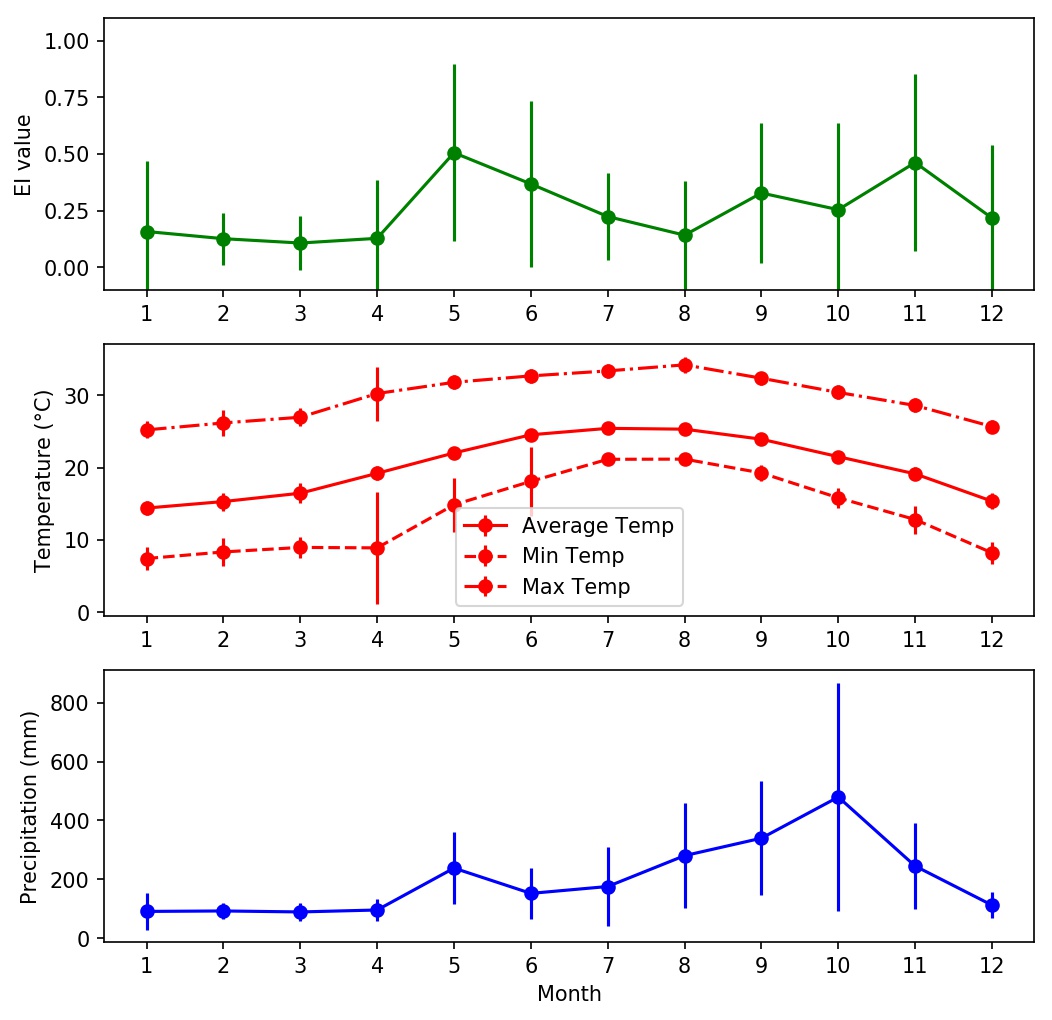 EI value
1.00
0.75
0.50
0.25
0.00
1 2 3 4 5 6 7 8 9 10 11 12
Temperature (°C)
30
20
10
0
Average Temp
Min Temp
Max Temp
1 2 3 4 5 6 7 8 9 10 11 12
Precipitation (mm)
800
600
400
200
0
1 2 3 4 5 6 7 8 9 10 11 12
Month